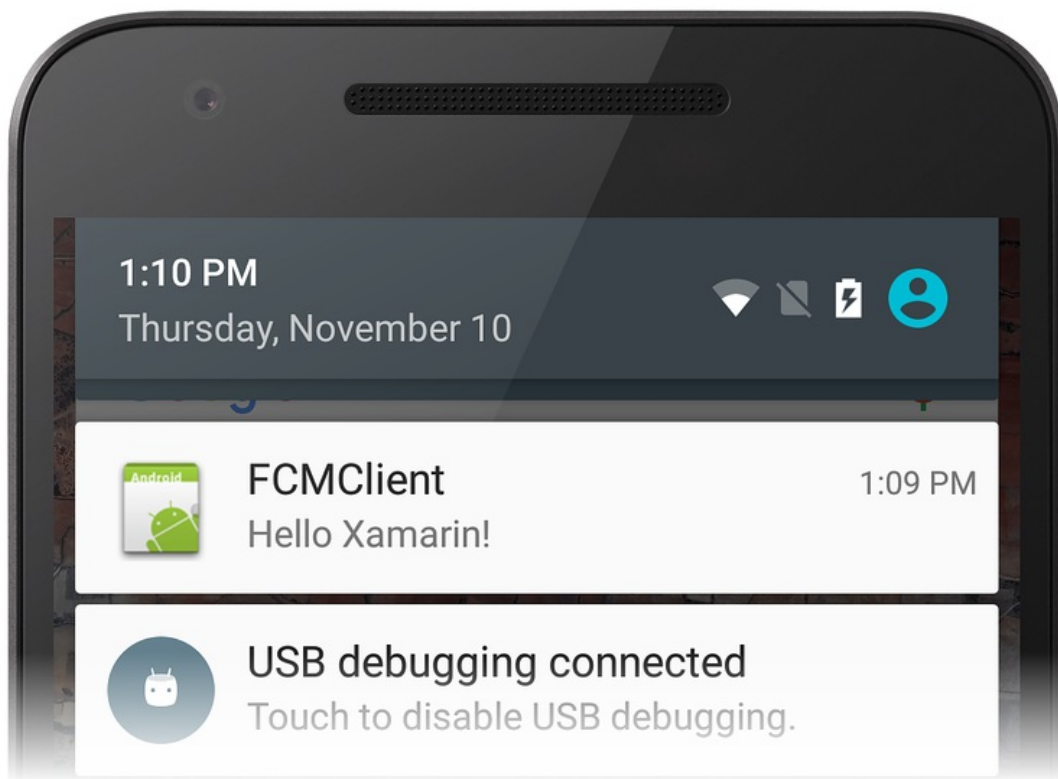 1:10 PM
Thursday, November 10
FCMClient
1:09 PM
Hello Xamarin!
Android
USB debugging connected
Touch to disable USB debugging.